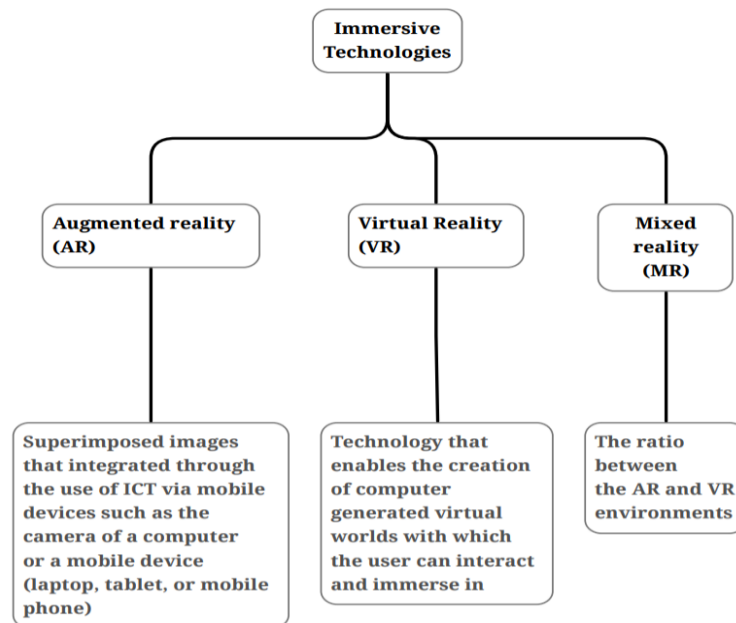 Immersive
Technologies
Augmented reality
(AR)
Virtual Reality
(VR)
Mixed
reality
(MR)
Superimposed images
that integrated through
the use of ICT via mobile
devices such as the
camera of a computer
or a mobile device
(laptop, tablet, or mobile
phone)
Technology that
enables the creation
of computer
generated virtual
worlds with which
the user can interact
and immerse in
The ratio
between
the AR and VR
environments